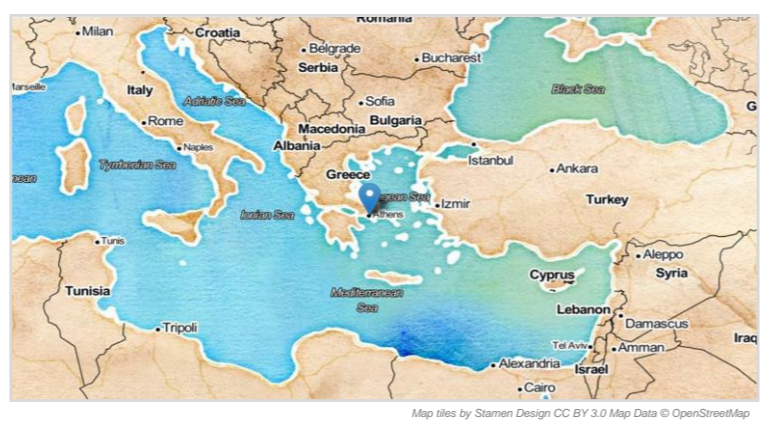 Romania
Milan
Croatia
Belgrade
Serbia
Bucharest
Marseille
Italy
Adriatic Sea
Black Sea
G
Sofia
Rome
Macedonia
Bulgaria
Naples
Albania
Istanbul
Tyrrhenian Sea
Ankara
Greece
nean
egean Sea
Izmir
Turkey
Ionian Sea
Athens
Tunis
Aleppo
Cyprus
Syria
Tunisia
Mediterranean
Sea
Lebanon
Damascus
Tripoli
Iraq
Tel Aviv
Amman
Alexandria
Israel
Cairo
Map tiles by Stamen Design CC BY 3.0 Map Data © OpenStreetMap